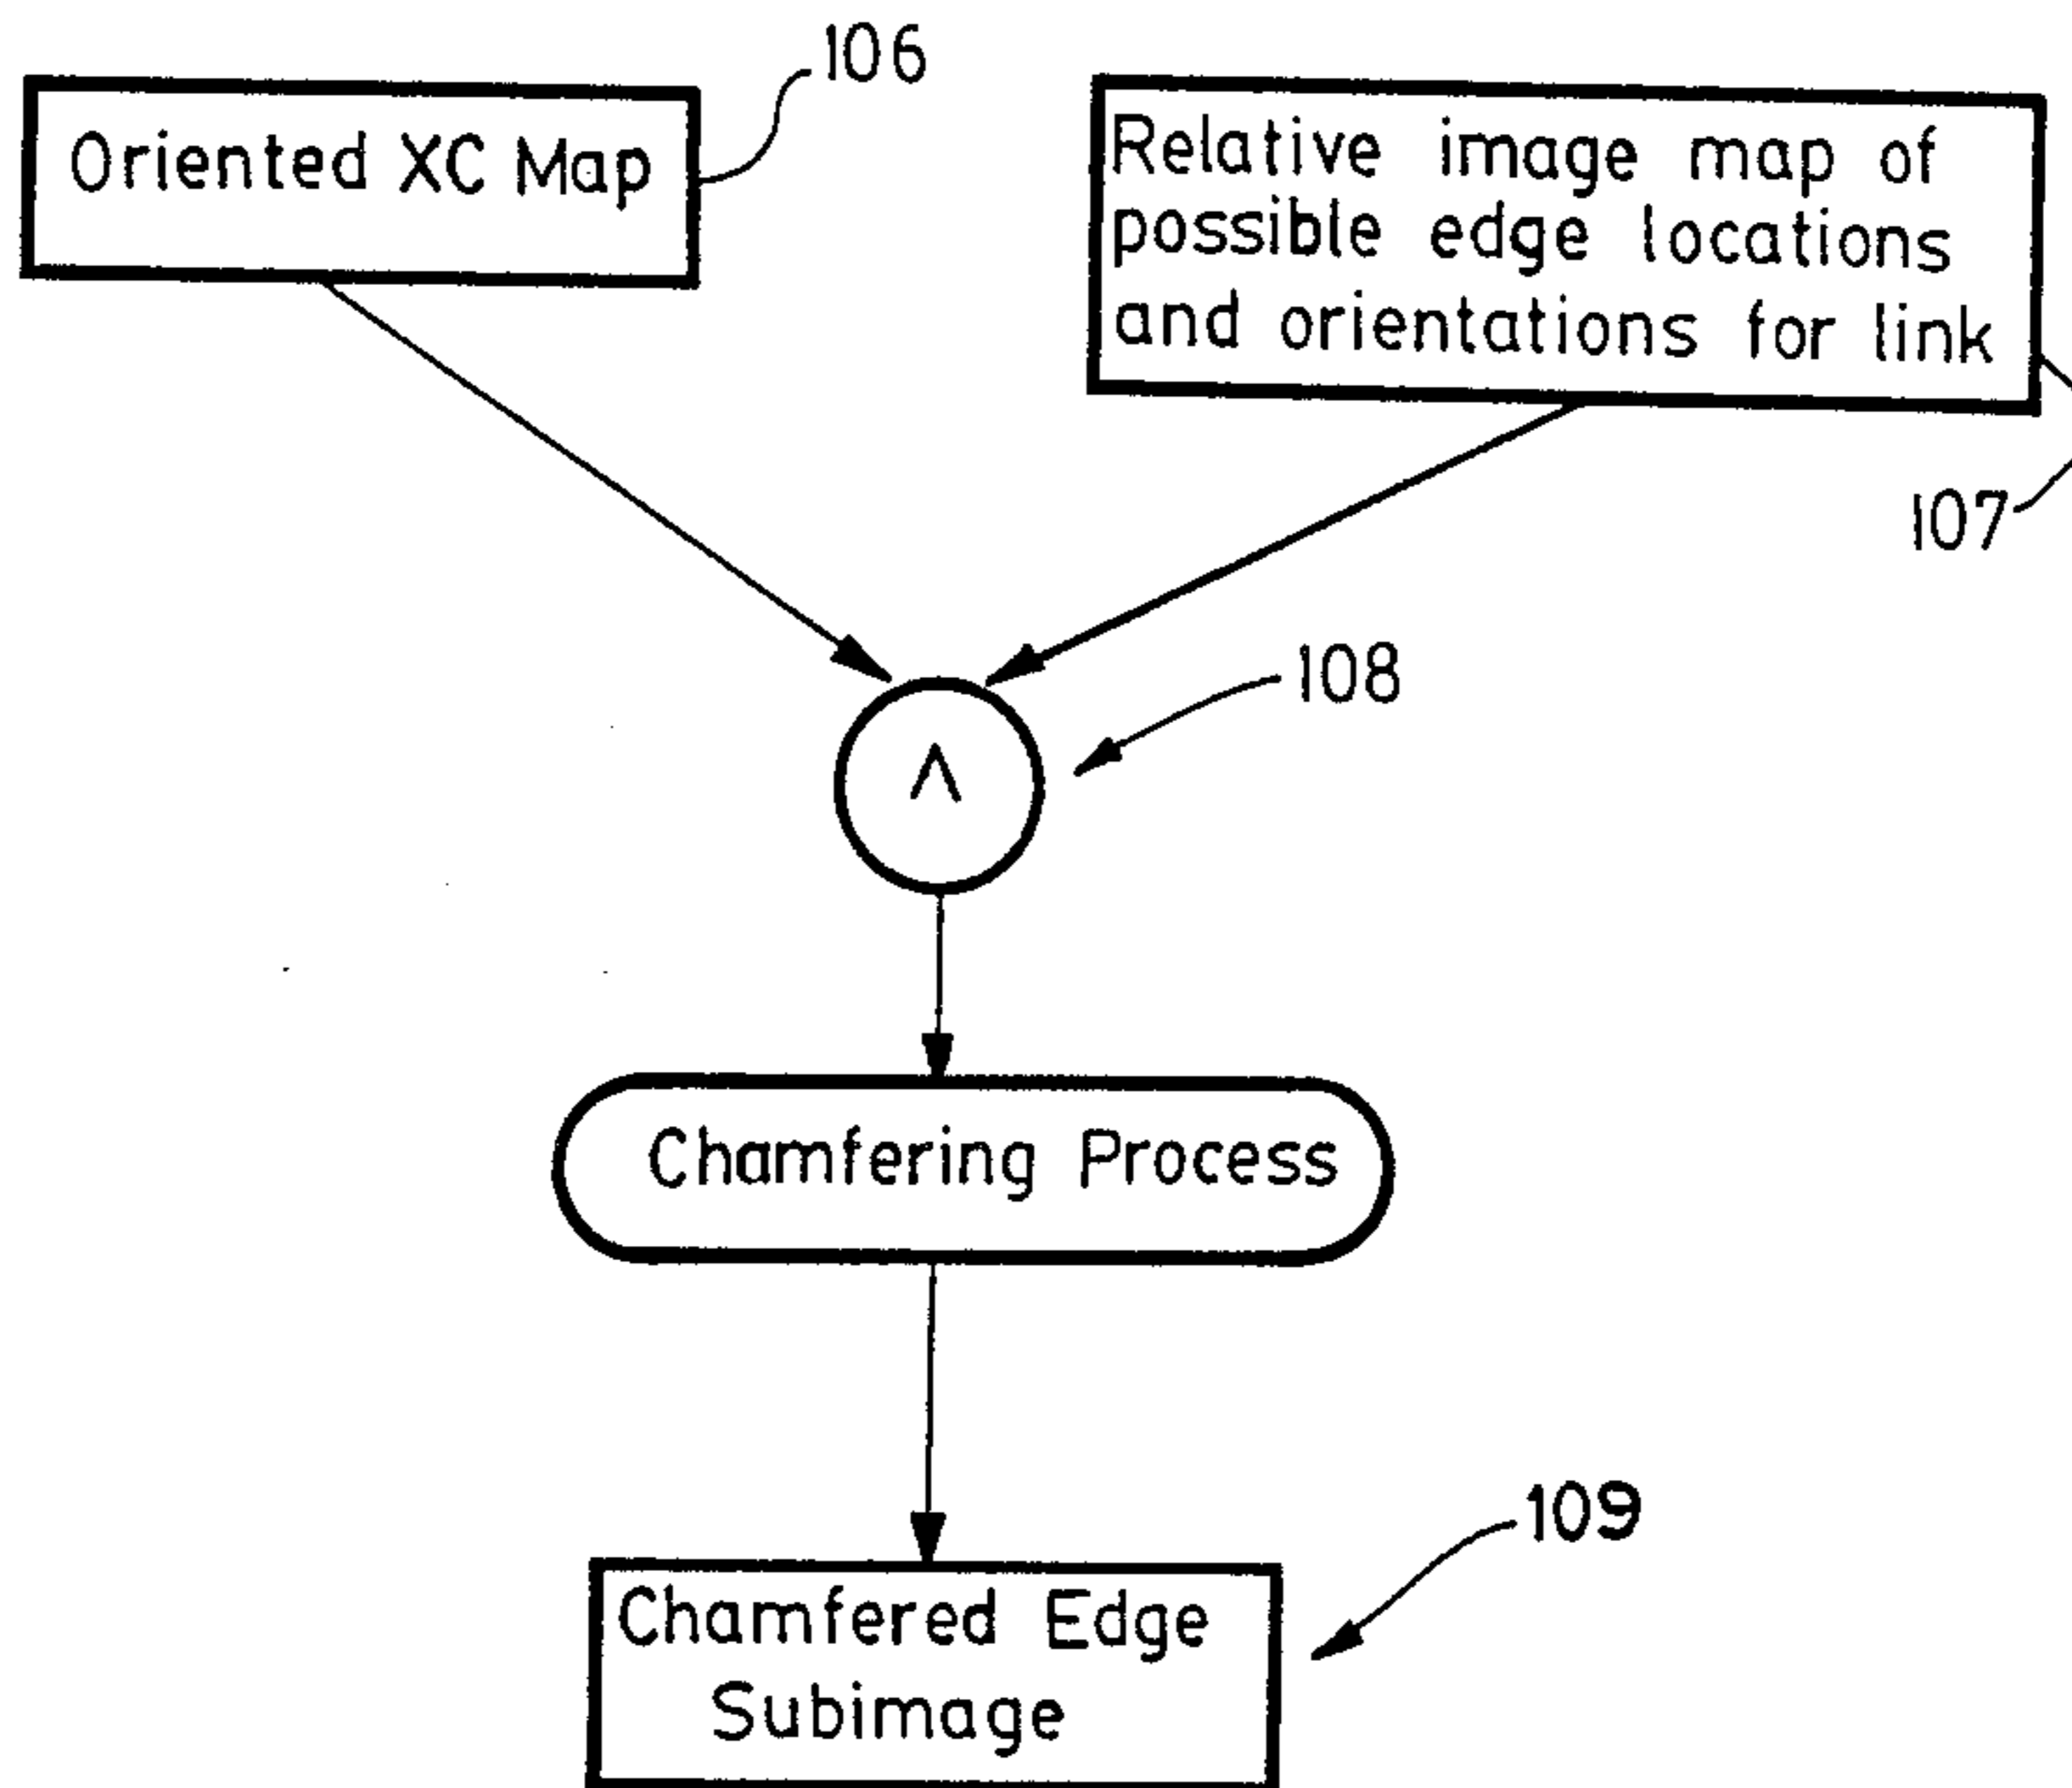 106
Oriented XC Map
Relative image map of
possible edge locations
and orientations for link
107
108
^
Chamfering Process
109
Chamfered Edge
Subimage